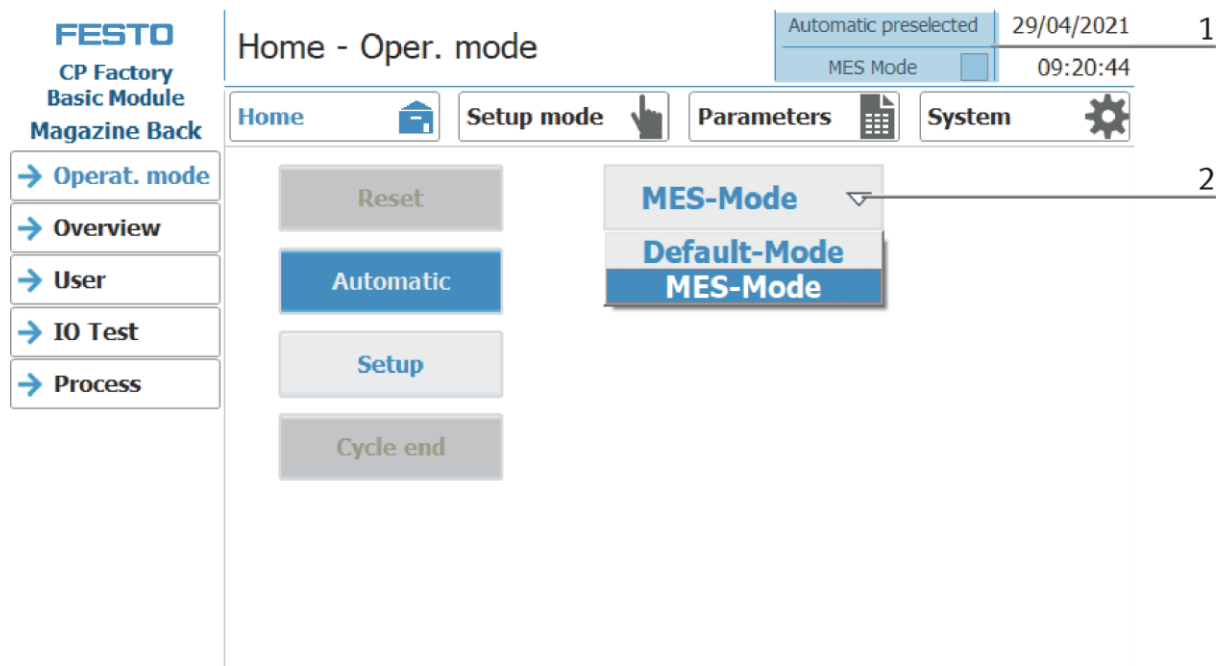 FESTO
CP Factory
Basic Module
Magazine Back
Home - Oper. mode
Automatic preselected
MES Mode
29/04/2021
09:20:44
1
Home
Setup mode
Parameters
System
Operat. mode
Overview
User
IO Test
Process
Reset
Automatic
Setup
Cycle end
MES-Mode
2
Default-Mode
MES-Mode